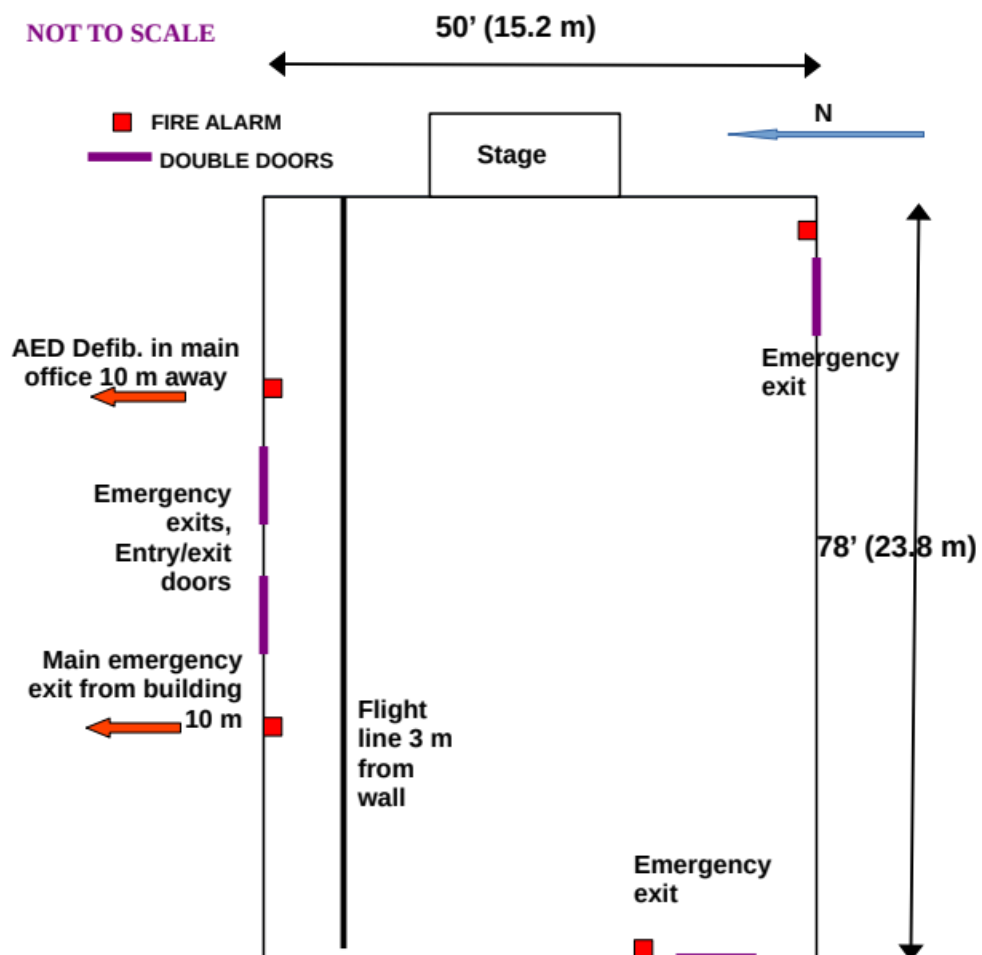 NOT TO SCALE
50’ (15.2 m)
N
FIRE ALARM
DOUBLE DOORS
Stage
AED Defib. in main
office 10 m away
Emergency
exit
Emergency
exits,
Entry/exit
doors
78’ (23.8 m)
Main emergency
exit from building
10 m
Flight
line 3 m
from
wall
Emergency
exit